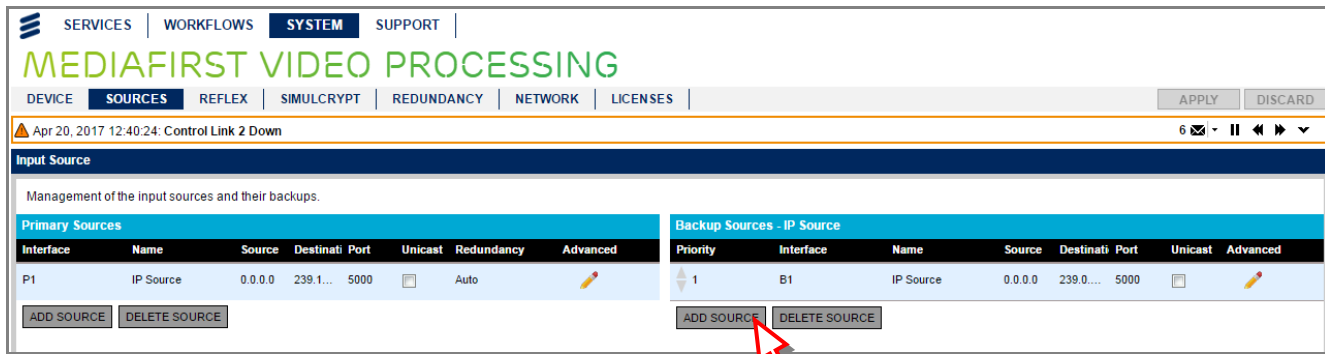 SERVICES WORKFLOWS SYSTEM SUPPORT
MEDIAFIRST VIDEO PROCESSING
DEVICE SOURCES REFLEX SIMULCRYPT REDUNDANCY NETWORK LICENSES APPLY DISCARD
Apr 20, 2017 12:40:24: Control Link 2 Down 6
Input Source
Management of the input sources and their backups.
Primary Sources
Interface Name Source Destinati Port Unicast Redundancy Advanced
P1 IP Source 0.0.0.0 239.1... 5000 Auto
ADD SOURCE DELETE SOURCE
Backup Sources - IP Source
Priority Interface Name Source Destinati Port Unicast Advanced
1 B1 IP Source 0.0.0.0 239.0.... 5000
ADD SOURCE DELETE SOURCE